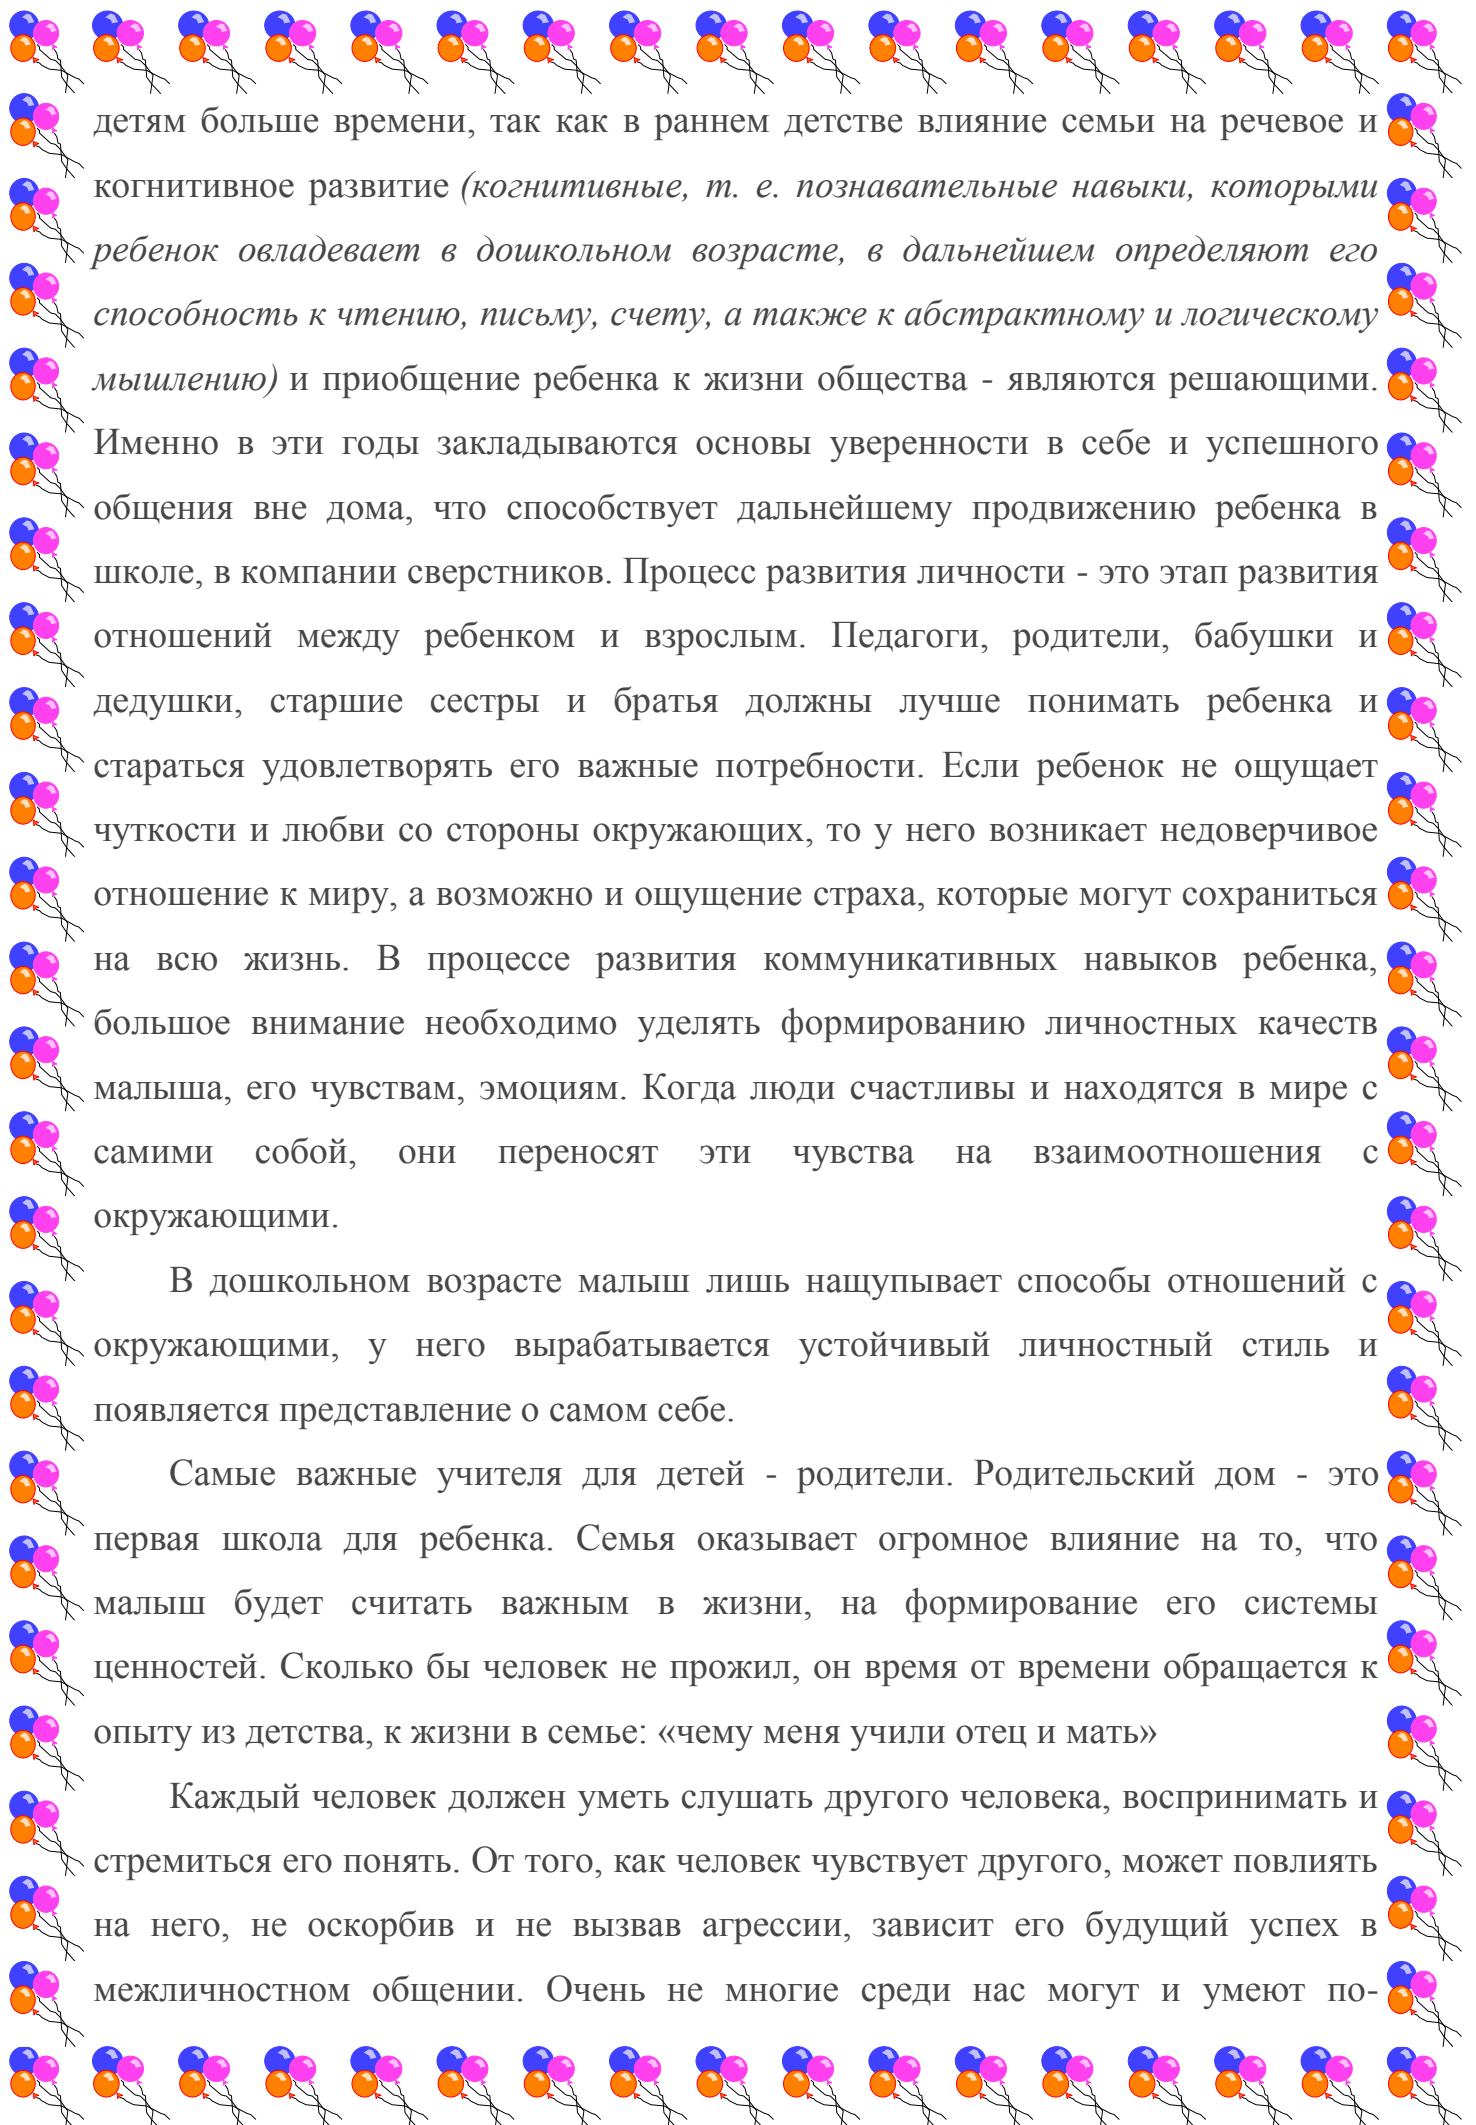 детям больше времени, так как в раннем детстве влияние семьи на речевое и
когнитивное развитие (когнитивные, т. е. познавательные навыки, которыми
ребенок овладевает в дошкольном возрасте, в дальнейшем определяют его
способность к чтению, письму, счету, а также к абстрактному и логическому
мышлению) и приобщение ребенка к жизни общества - являются решающими.
Именно в эти годы закладываются основы уверенности в себе и успешного
общения вне дома, что способствует дальнейшему продвижению ребенка в
школе, в компании сверстников. Процесс развития личности - это этап развития
отношений между ребенком и взрослым. Педагоги, родители, бабушки и
дедушки, старшие сестры и братья должны лучше понимать ребенка и
стараться удовлетворять его важные потребности. Если ребенок не ощущает
чуткости и любви со стороны окружающих, то у него возникает недоверчивое
отношение к миру, а возможно и ощущение страха, которые могут сохраниться
на всю жизнь. В процессе развития коммуникативных навыков ребенка,
большое внимание необходимо уделять формированию личностных качеств
малыша, его чувствам, эмоциям. Когда люди счастливы и находятся в мире с
самими собой, они переносят эти чувства на взаимоотношения с
окружающими.
В дошкольном возрасте малыш лишь нащупывает способы отношений с
окружающими, у него вырабатывается устойчивый личностный стиль и
появляется представление о самом себе.
Самые важные учителя для детей - родители. Родительский дом - это
первая школа для ребенка. Семья оказывает огромное влияние на то, что
малыш будет считать важным в жизни, на формирование его системы
ценностей. Сколько бы человек не прожил, он время от времени обращается к
опыту из детства, к жизни в семье: «чему меня учили отец и мать»
Каждый человек должен уметь слушать другого человека, воспринимать и
стремиться его понять. От того, как человек чувствует другого, может повлиять
на него, не оскорбив и не вызвав агрессии, зависит его будущий успех в
межличностном общении. Очень не многие среди нас могут и умеют по-